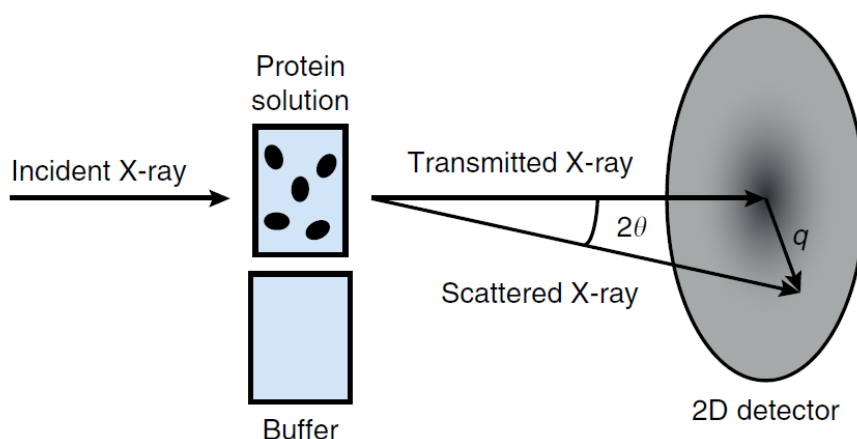 Protein
solution
Incident X-ray
Transmitted X-ray
2θ
q
Scattered X-ray
Buffer
2D detector